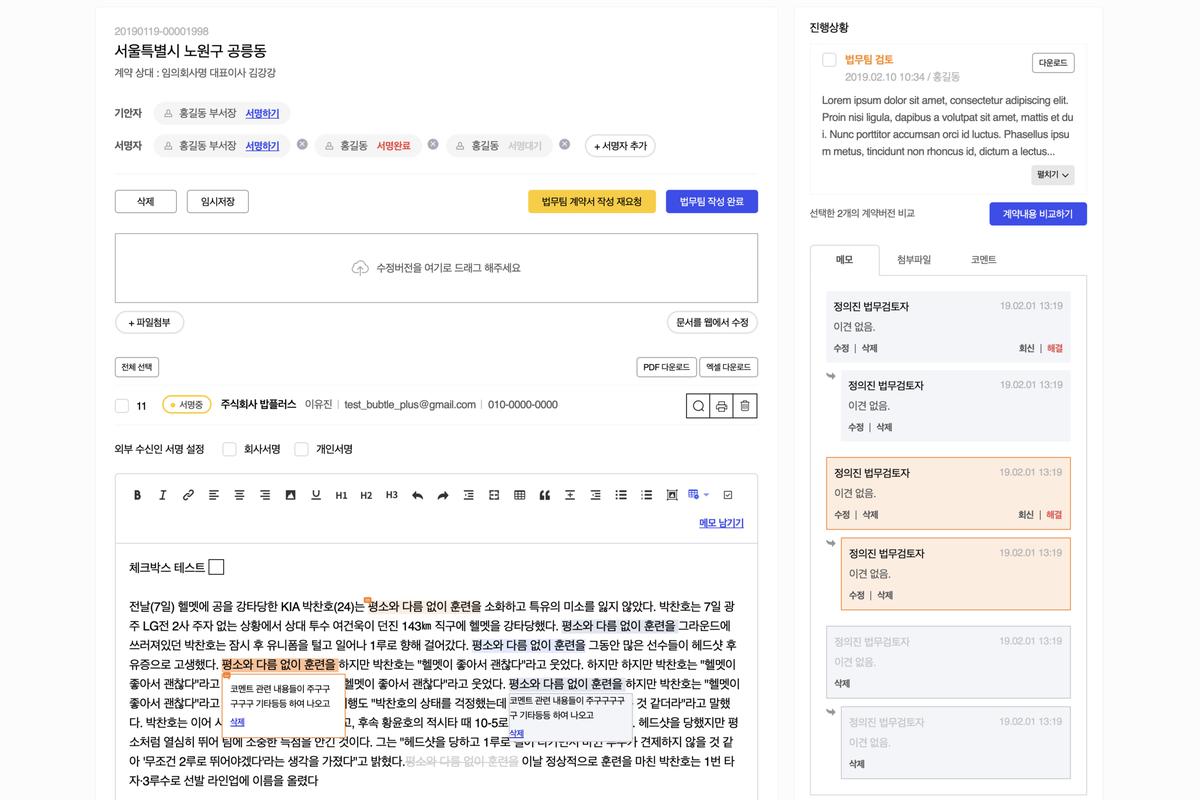 20190119-00001998
서울특별시 노원구 공릉동
계약 상대 : 임의회사명 대표이사 김강강
기안자 홍길동 부서장 서명하기
서명자 홍길동 부서장 서명하기 홍길동 서명완료 홍길동 서명대기 + 서명자 추가
삭제 임시저장 법무팀 계약서 작성 재요청 법무팀 작성 완료
수정버전을 여기로 드래그 해주세요
+ 파일첨부 문서를 웹에서 수정
전체 선택 PDF 다운로드 엑셀 다운로드
11 서명중 주식회사 밥플러스 이유진 | test_bubtle_plus@gmail.com | 010-0000-0000
외부 수신인 서명 설정 회사서명 개인서명
B I U H1 H2 H3
메모 남기기
체크박스 테스트
전날(7일) 헬멧에 공을 강타당한 KIA 박찬호(24)는 평소와 다름 없이 훈련을 소화하고 특유의 미소를 잃지 않았다. 박찬호는 7일 광
주 LG전 2사 주자 없는 상황에서 상대 투수 여건욱이 던진 143㎞ 직구에 헬멧을 강타했다. 평소와 다름 없이 훈련을 그라운드에
쓰러져있던 박찬호는 잠시 후 유니폼을 털고 일어나 1루로 향해 걸어갔다. 평소와 다름 없이 훈련을 그동안 많은 선수들이 헤드샷 후
유증으로 고생했다. 평소와 다름 없이 훈련을 하지만 박찬호는 "헬멧이 좋아서 괜찮다"라고 웃었다. 하지만 하지만 박찬호는 "헬멧이
좋아서 괜찮다"라고 헬멧이 좋아서 괜찮다"라고 웃었다. 평소와 다름 없이 훈련을 하지만 박찬호는 "헬멧이
좋아서 괜찮다"라고 행도 "박찬호의 상태를 걱정했는데 것 같더라"라고 말했
다. 박찬호는 이어 고, 후속 황윤호의 적시타 때 10-5로 헤드샷을 당했지만 평
소처럼 열심히 뛰어 팀에 소중한 득점을 안긴 것이다. 그는 "헤드샷을 당하고 1루로 견제하지 않을 것 같
아 '무조건 2루로 뛰어야겠다'라는 생각을 가졌다"고 밝혔다.평소와 다름 없이 훈련을 이날 정상적으로 훈련을 마친 박찬호는 1번 타
자·3루수로 선발 라인업에 이름을 올렸다
코멘트 관련 내용들이 주구구
구구구 기타등등 하여 나오고
삭제
코멘트 관련 내용들이 주구구구구
구 기타등등 하여 나오고
삭제
진행상황
법무팀 검토 다운로드
2019.02.10 10:34 / 홍길동
Lorem ipsum dolor sit amet, consectetur adipiscing elit.
Proin nisi ligula, dapibus a volutpat sit amet, mattis et du
i. Nunc porttitor accumsan orci id luctus. Phasellus ipsu
m metus, tincidunt non rhoncus id, dictum a lectus...
펼치기
선택한 2개의 계약버전 비교 계약내용 비교하기
메모 첨부파일 코멘트
정의진 법무검토자 19.02.01 13:19
이견 없음.
수정 | 삭제 회신 | 해결
정의진 법무검토자 19.02.01 13:19
이견 없음.
수정 | 삭제
정의진 법무검토자 19.02.01 13:19
이견 없음.
수정 | 삭제 회신 | 해결
정의진 법무검토자 19.02.01 13:19
이견 없음.
수정 | 삭제
정의진 법무검토자 19.02.01 13:19
이견 없음.
삭제
정의진 법무검토자 19.02.01 13:19
이견 없음.
삭제